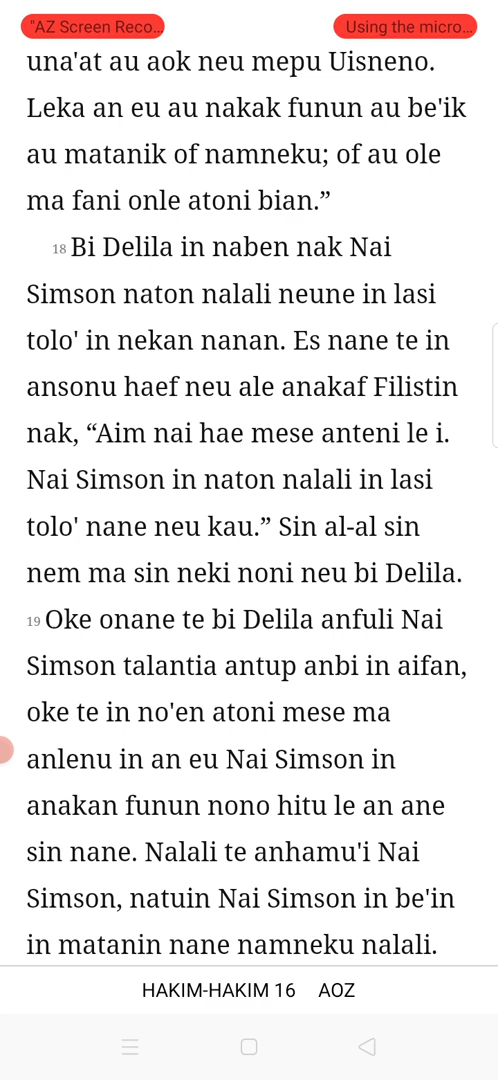 "AZ Screen Reco...
Using the micro...
una'at au aok neu mepu Uisneno.
Leka an eu au nakak funun au be'ik
au matanik of namneku; of au ole
ma fani onle atoni bian.”
18 Bi Delila in naben nak Nai
Simson naton nalali neune in lasi
tolo' in nekan nanan. Es nane te in
ansonu haef neu ale anakaf Filistin
nak, “Aim nai hae mese anteni le i.
Nai Simson in naton nalali in lasi
tolo' nane neu kau.” Sin al-al sin
nem ma sin neki noni neu bi Delila.
19 Oke onane te bi Delila anfuli Nai
Simson talantia antup anbi in aifan,
oke te in no'en atoni mese ma
anlenu in an eu Nai Simson in
anakan funun nono hitu le an ane
sin nane. Nalali te anhamu'i Nai
Simson, natuin Nai Simson in be'in
in matanin nane namneku nalali.
HAKIM-HAKIM 16 AOZ